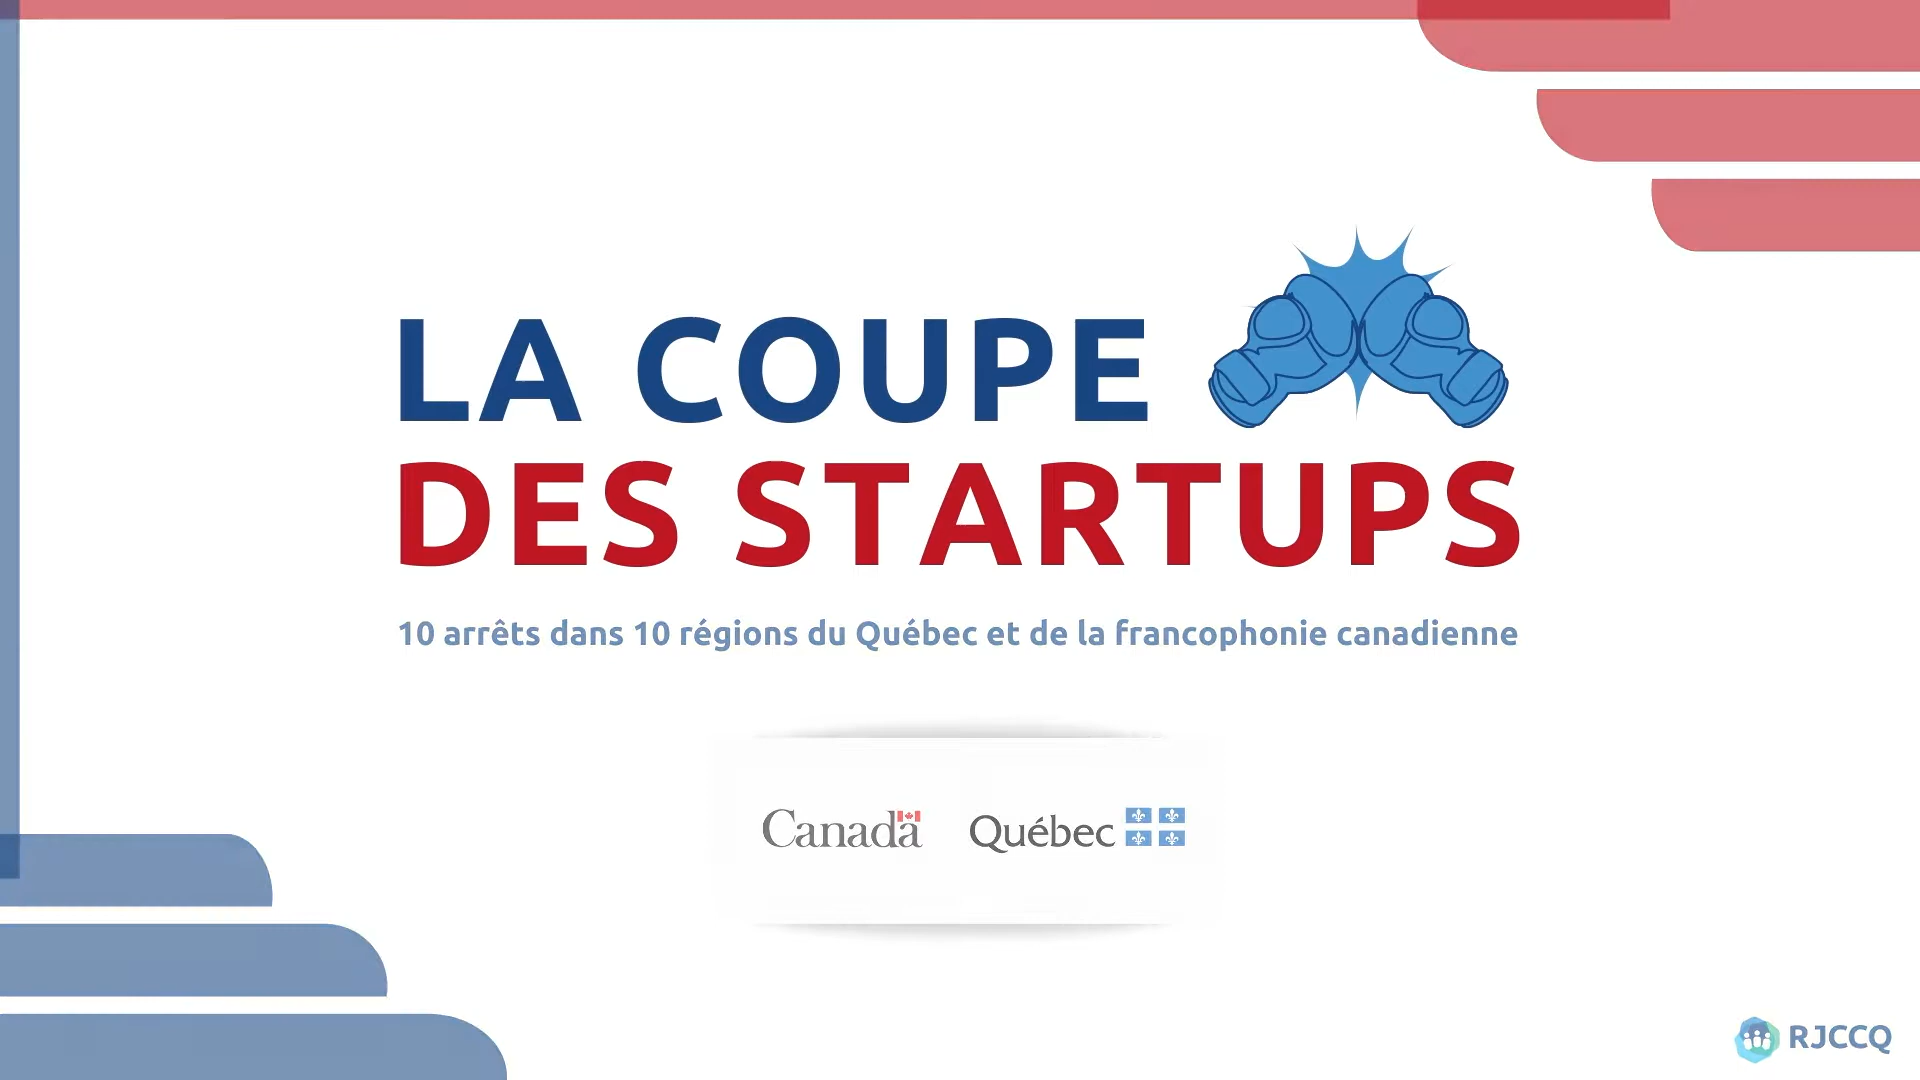 LA COUPE
DES STARTUPS
10 arrêts dans 10 régions du Québec et de la francophonie canadienne
Canada
Québec
RJCCQ